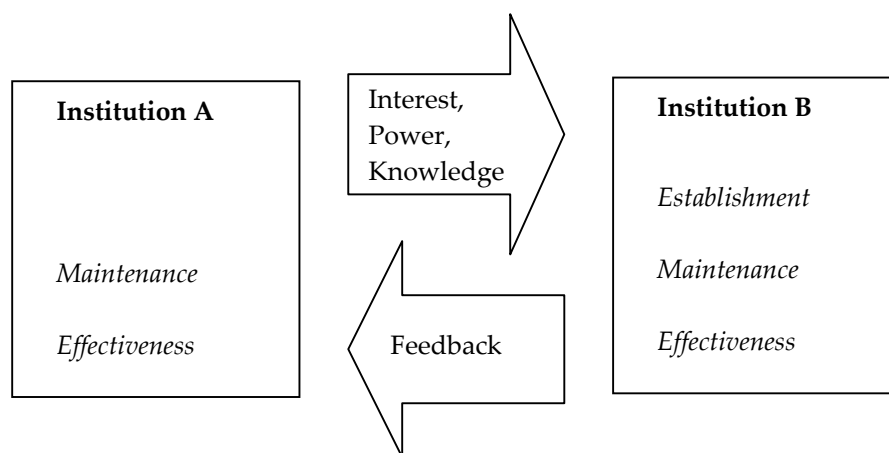 Institution A
Maintenance
Effectiveness
Interest,
Power,
Knowledge
Feedback
Institution B
Establishment
Maintenance
Effectiveness